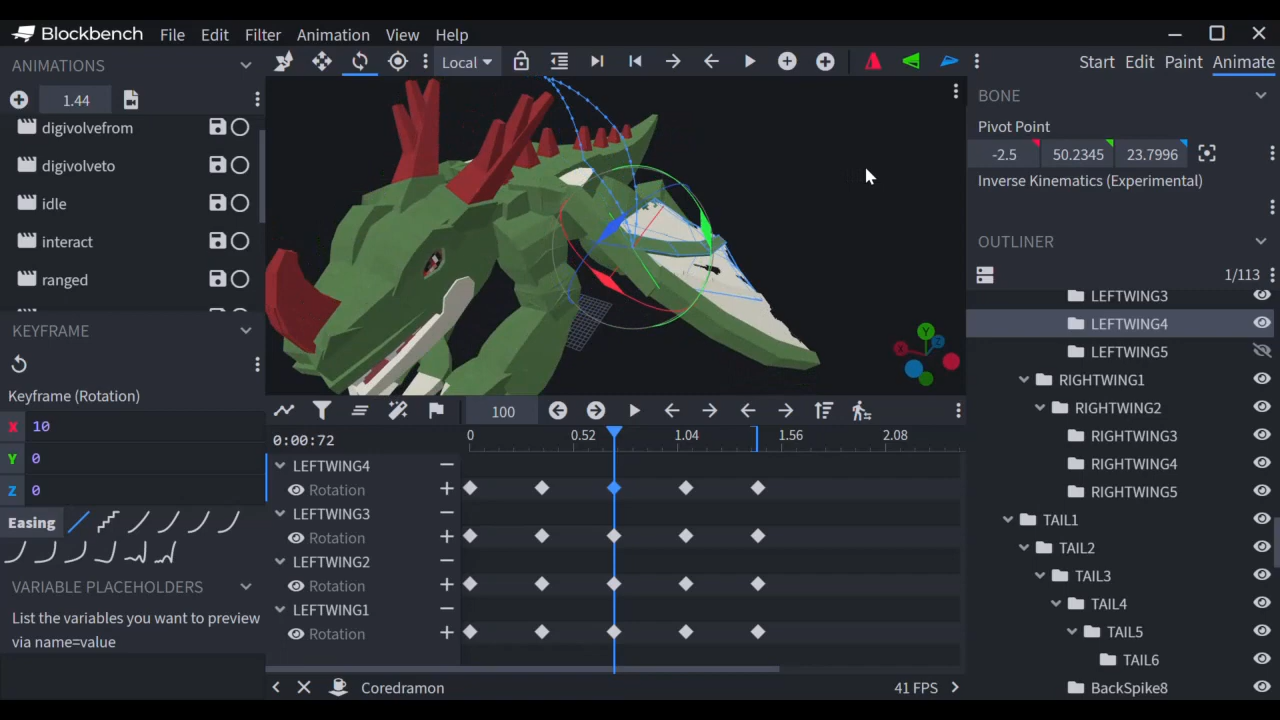 Blockbench File Edit Filter Animation View Help
ANIMATIONS
Local
Start Edit Paint Animate
1.44
digivolvefrom
digivolveto
idle
interact
ranged
BONE
Pivot Point
-2.5 50.2345 23.7996
Inverse Kinematics (Experimental)
OUTLINER
1/113
LEFTWING3
LEFTWING4
LEFTWING5
RIGHTWING1
RIGHTWING2
RIGHTWING3
RIGHTWING4
RIGHTWING5
TAIL1
TAIL2
TAIL3
TAIL4
TAIL5
TAIL6
BackSpike8
KEYFRAME
Keyframe (Rotation)
X 10
Y 0
Z 0
Easing
VARIABLE PLACEHOLDERS
List the variables you want to preview
via name=value
100
0:00:72
0 0.52 1.04 1.56 2.08
LEFTWING4
Rotation
LEFTWING3
Rotation
LEFTWING2
Rotation
LEFTWING1
Rotation
Coredramon
41 FPS
Y
X
Z